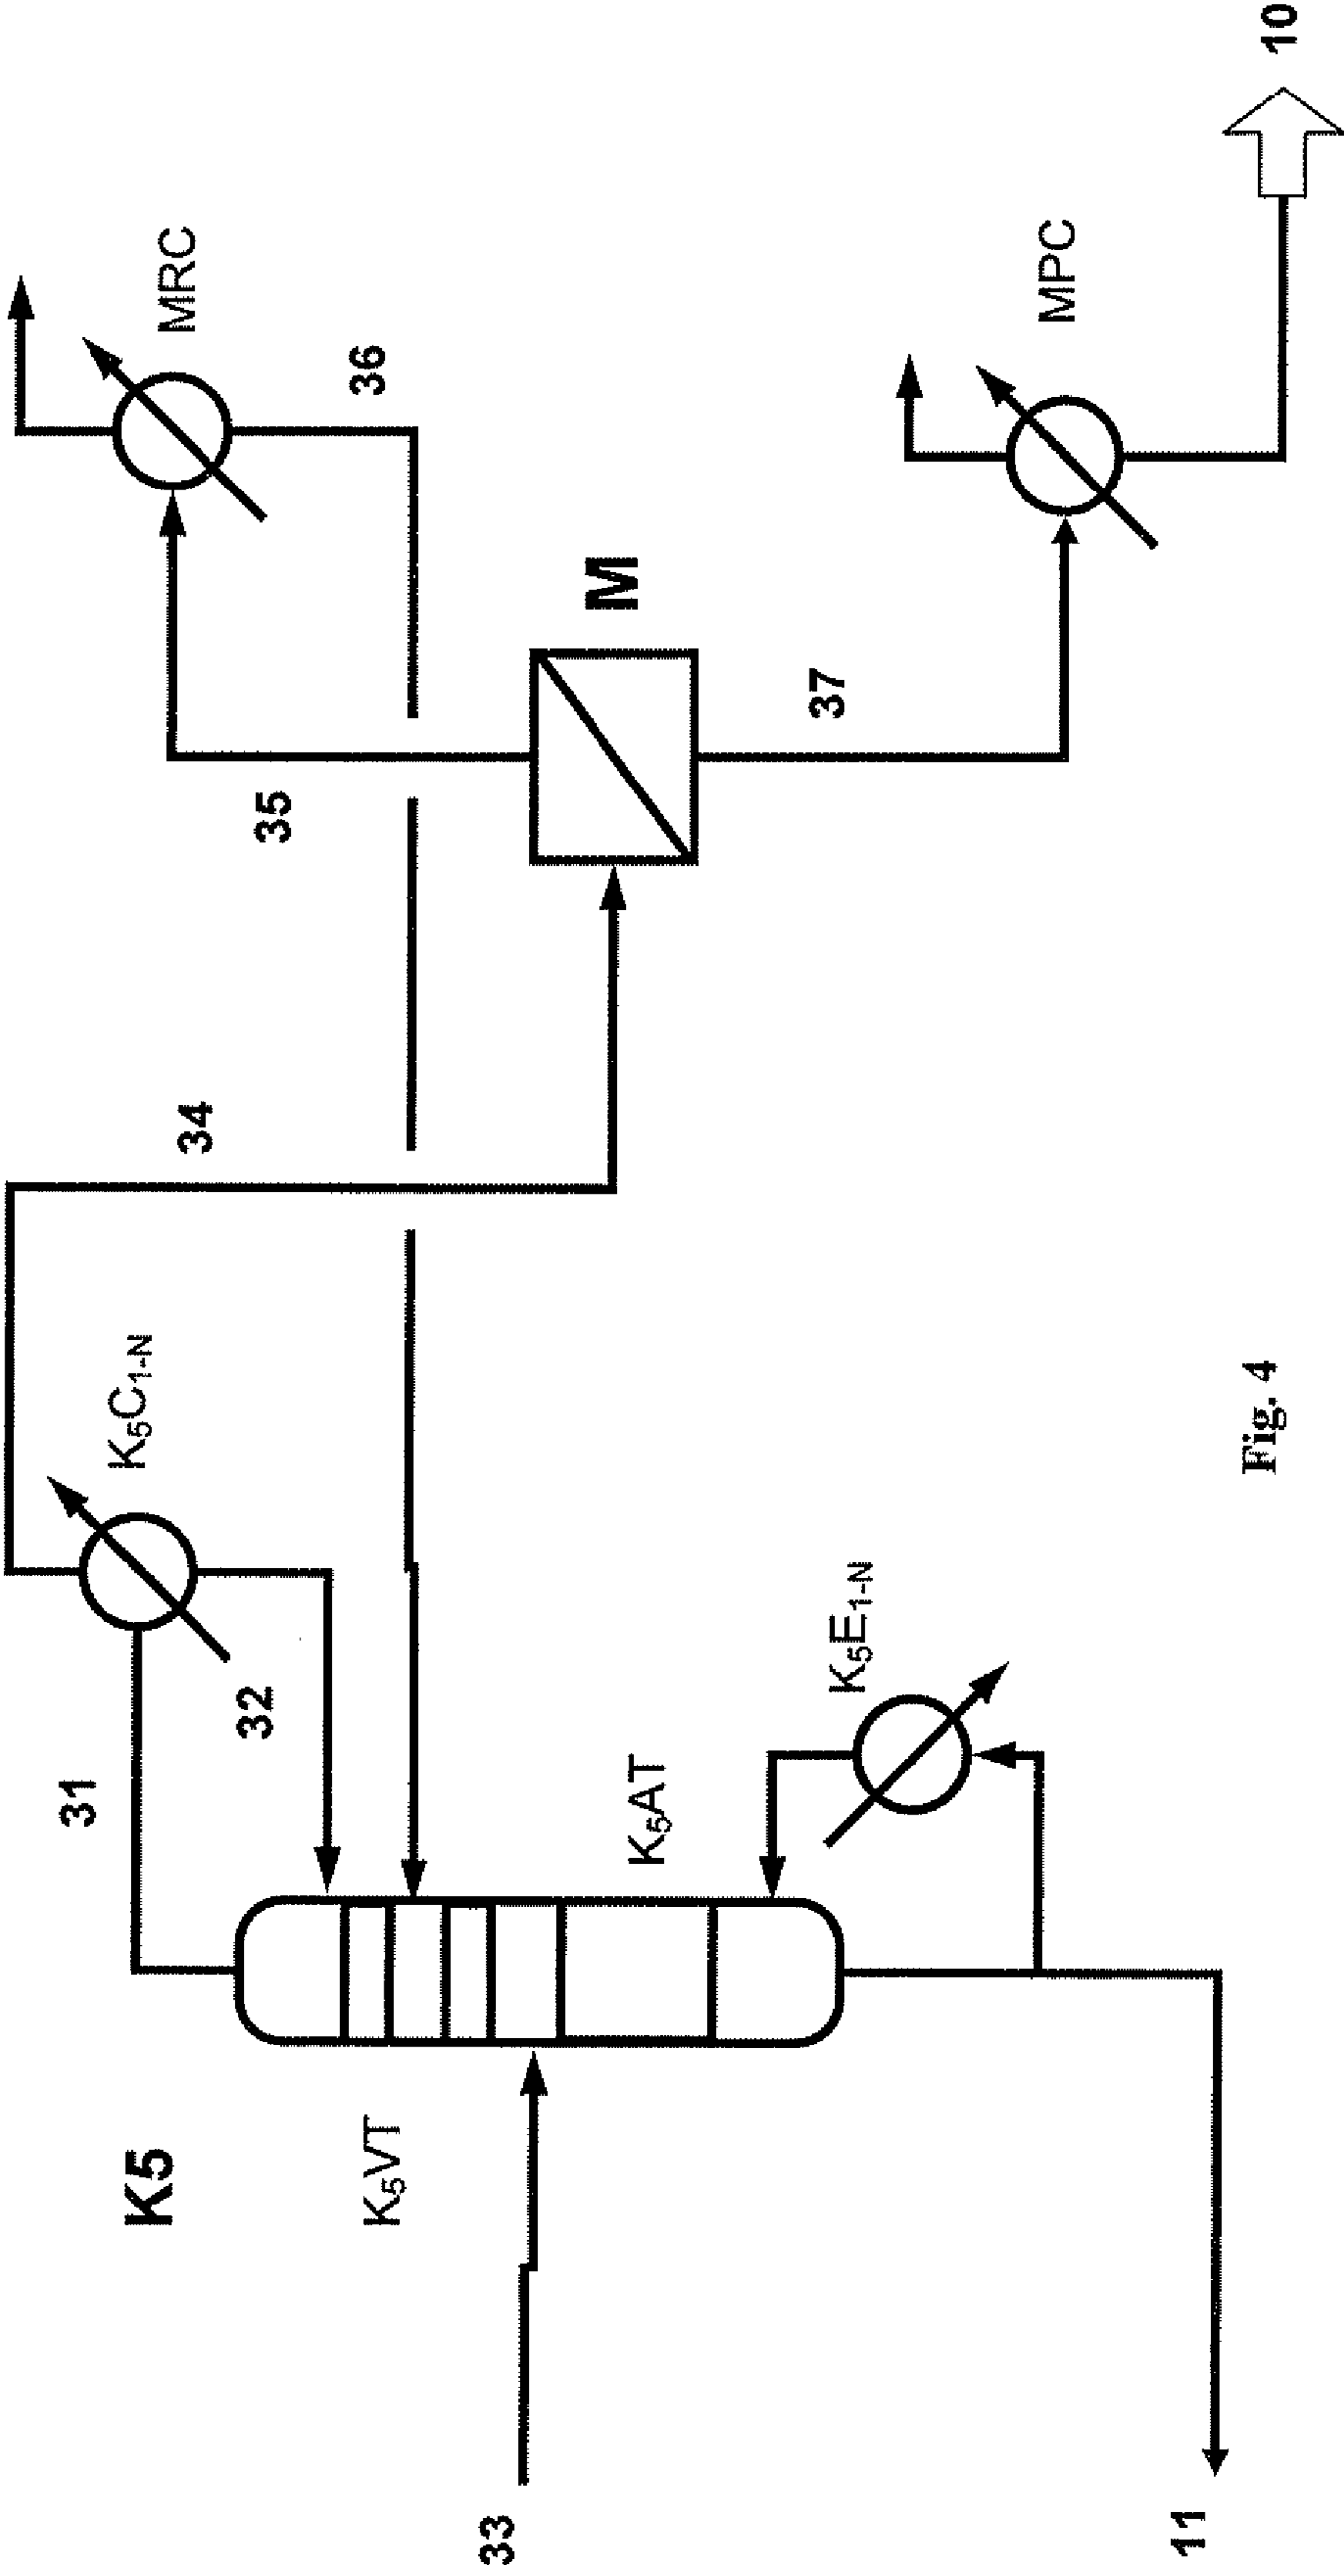 K5
31
32
K₅C₁₋N
34
35
36
MRC
K₅VT
33
K₅AT
K₅E₁₋N
M
37
MPC
10
11
Fig. 4